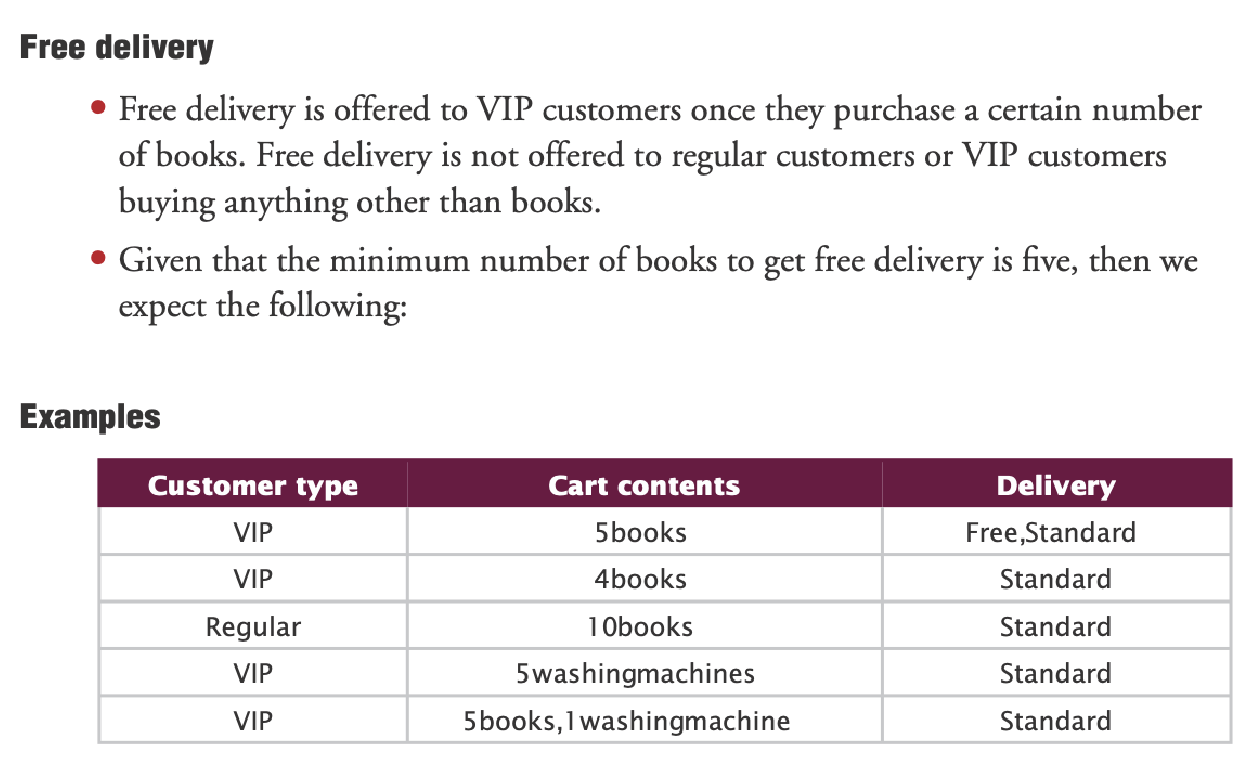 Free delivery
• Free delivery is offered to VIP customers once they purchase a certain number
of books. Free delivery is not offered to regular customers or VIP customers
buying anything other than books.
• Given that the minimum number of books to get free delivery is five, then we
expect the following:
Examples
Customer type Cart contents Delivery
VIP 5books Free,Standard
VIP 4books Standard
Regular 10books Standard
VIP 5washingmachines Standard
VIP 5books,1washingmachine Standard